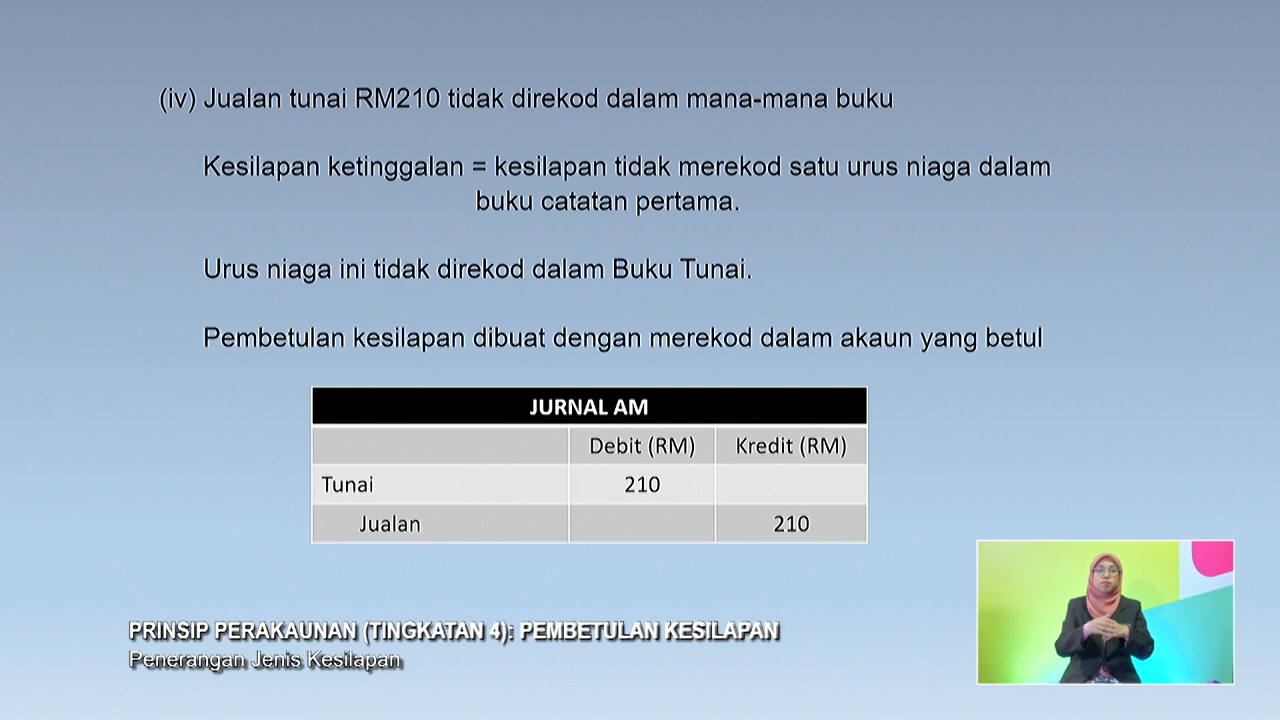 (iv) Jualan tunai RM210 tidak direkod dalam mana-mana buku
Kesilapan ketinggalan = kesilapan tidak merekod satu urus niaga dalam
buku catatan pertama.
Urus niaga ini tidak direkod dalam Buku Tunai.
Pembetulan kesilapan dibuat dengan merekod dalam akaun yang betul
JURNAL AM
Debit (RM) Kredit (RM)
Tunai 210
Jualan 210
PRINSIP PERAKAUNAN (TINGKATAN 4): PEMBETULAN KESILAPAN
Penerangan Jenis Kesilapan